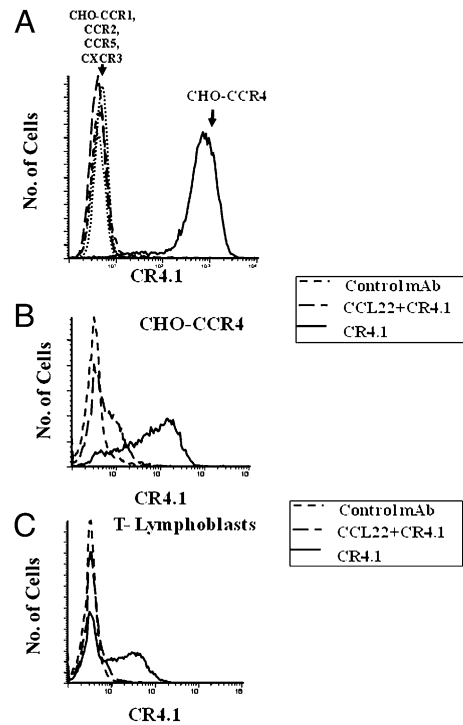 A
CHO-CCR1,
CCR2,
CCR5,
CXCR3
CHO-CCR4
No. of Cells
CR4.1
Control mAb
CCL22+CR4.1
CR4.1
B
CHO-CCR4
No. of Cells
CR4.1
C
T- Lymphoblasts
No. of Cells
CR4.1
Control mAb
CCL22+CR4.1
CR4.1